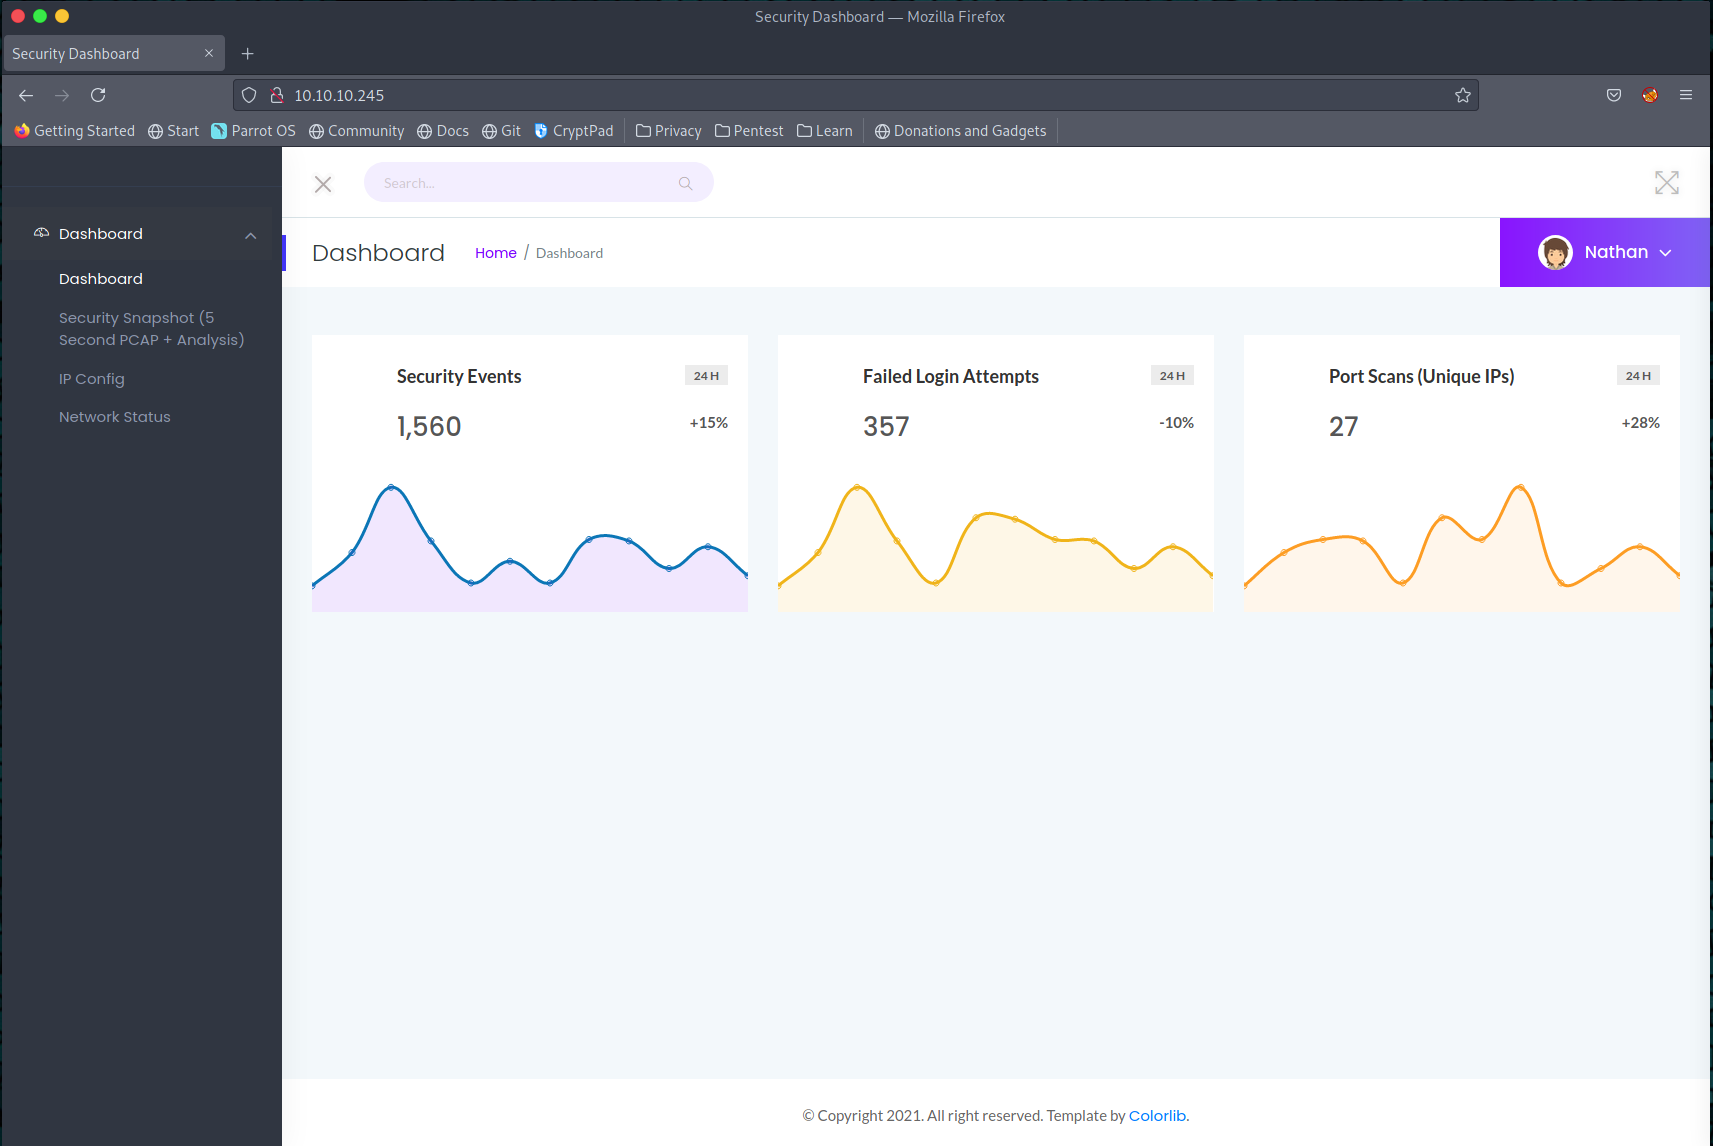 Security Dashboard — Mozilla Firefox
Security Dashboard
10.10.10.245
Getting Started Start Parrot OS Community Docs Git CryptPad Privacy Pentest Learn Donations and Gadgets
Search...
Dashboard
Dashboard
Security Snapshot (5
Second PCAP + Analysis)
IP Config
Network Status
Dashboard Home / Dashboard
Nathan
Security Events 24 H
1,560 +15%
Failed Login Attempts 24 H
357 -10%
Port Scans (Unique IPs) 24 H
27 +28%
© Copyright 2021. All right reserved. Template by Colorlib.